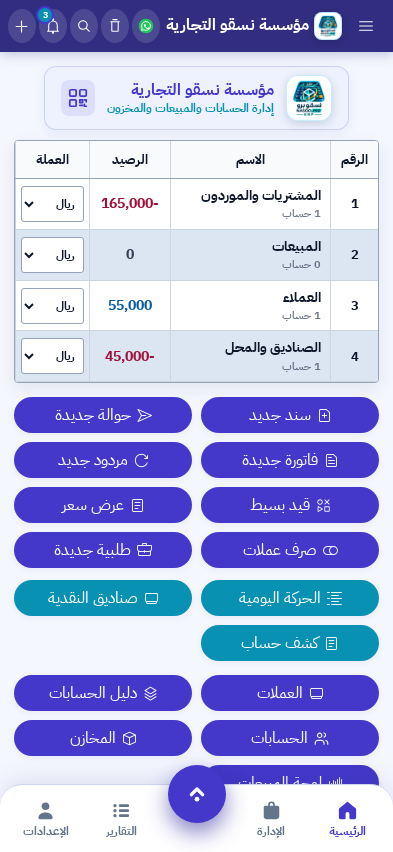 مؤسسة نسقو التجارية
3
مؤسسة نسقو التجارية
إدارة الحسابات والمبيعات والمخزون
الرقم الاسم الرصيد العملة
1 المشتريات والموردون -165,000 ريال
1 حساب
2 المبيعات 0 ريال
0 حساب
3 العملاء 55,000 ريال
1 حساب
4 الصناديق والمحل -45,000 ريال
1 حساب
سند جديد حوالة جديدة
فاتورة جديدة مردود جديد
قيد بسيط عرض سعر
صرف عملات طلبية جديدة
الحركة اليومية صناديق النقدية
كشف حساب
العملات دليل الحسابات
الحسابات المخازن
الرئيسية الإدارة التقارير الإعدادات